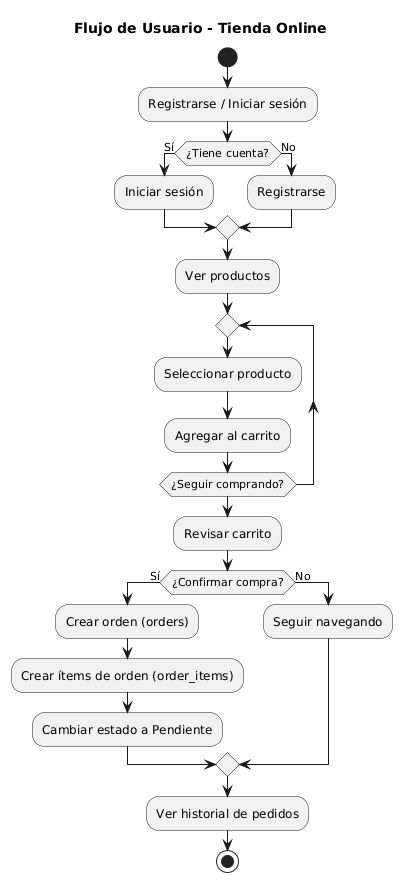 Flujo de Usuario - Tienda Online
Registrarse / Iniciar sesión
¿Tiene cuenta?
Sí
No
Iniciar sesión
Registrarse
Ver productos
Seleccionar producto
Agregar al carrito
¿Seguir comprando?
Revisar carrito
¿Confirmar compra?
Sí
No
Crear orden (orders)
Seguir navegando
Crear ítems de orden (order_items)
Cambiar estado a Pendiente
Ver historial de pedidos